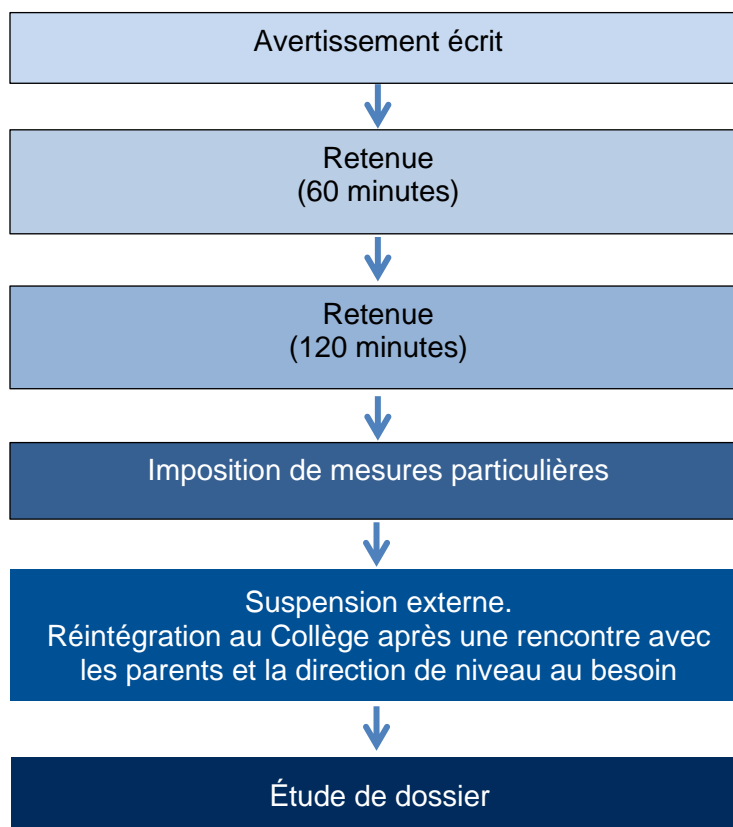 Avertissement écrit
Retenue
(60 minutes)
Retenue
(120 minutes)
Imposition de mesures particulières
Suspension externe.
Réintégration au Collège après une rencontre avec
les parents et la direction de niveau au besoin
Étude de dossier